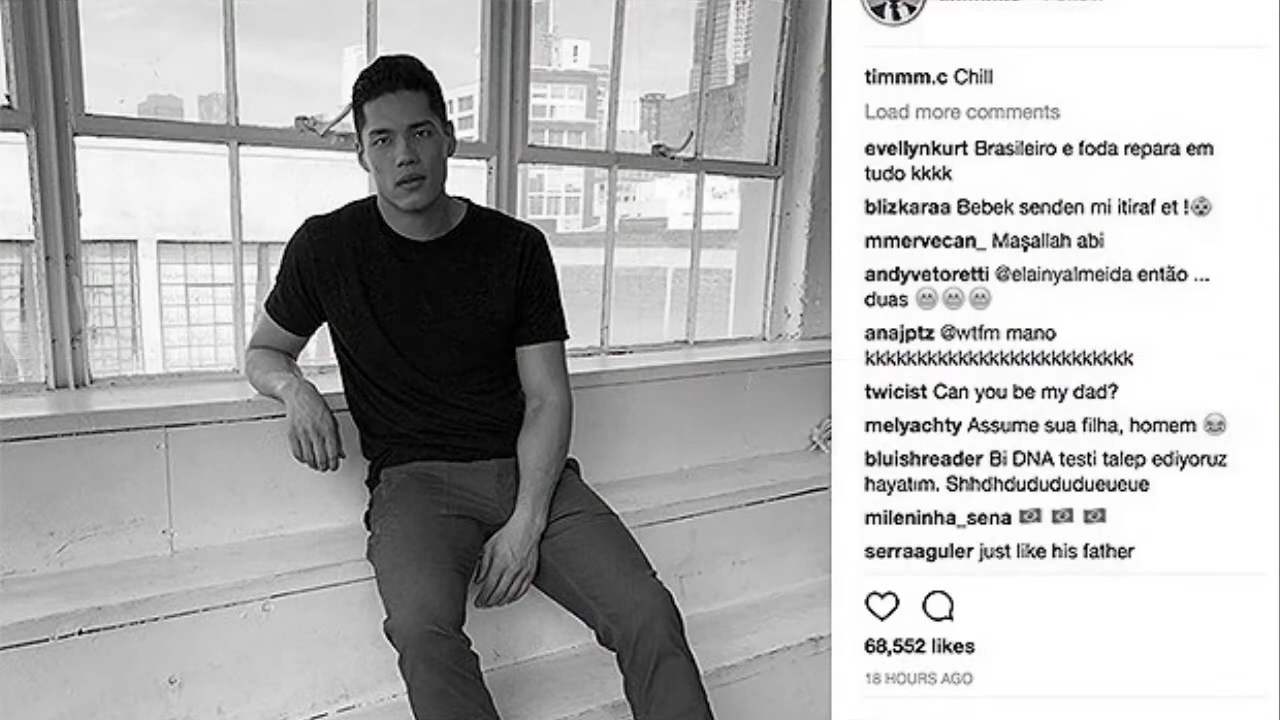 timmm.c Chill
Load more comments
evellynkurt Brasileiro e foda repara em
tudo kkkk
blizkaraa Bebek senden mi itiraf et !
mmervecan_ Maşallah abi
andyvetoretti @elainyalmeida então ...
duas
anajptz @wtfm mano
kkkkkkkkkkkkkkkkkkkkkkkkkk
twicist Can you be my dad?
melyachty Assume sua filha, homem
bluishreader Bi DNA testi talep ediyoruz
hayatım. Shhdhdudududueueue
mileninha_sena
serraaguler just like his father
68,552 likes
18 HOURS AGO